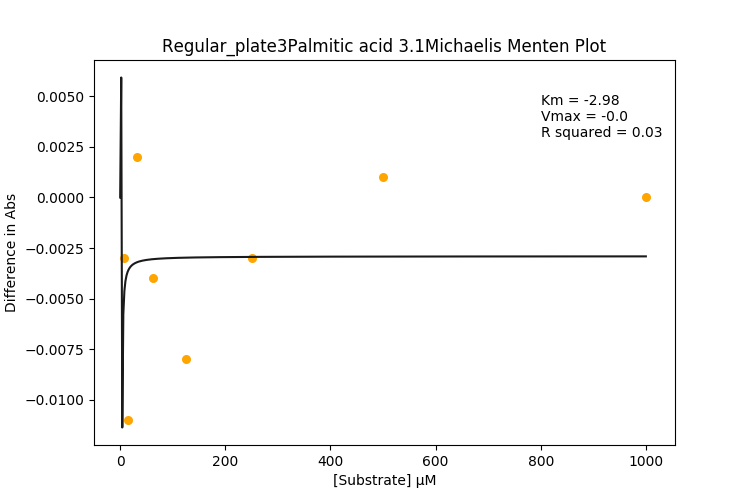 Regular_plate3Palmitic acid 3.1Michaelis Menten Plot
Km = -2.98
Vmax = -0.0
R squared = 0.03
Difference in Abs
0.0050
0.0025
0.0000
−0.0025
−0.0050
−0.0075
−0.0100
0 200 400 600 800 1000
[Substrate] μM